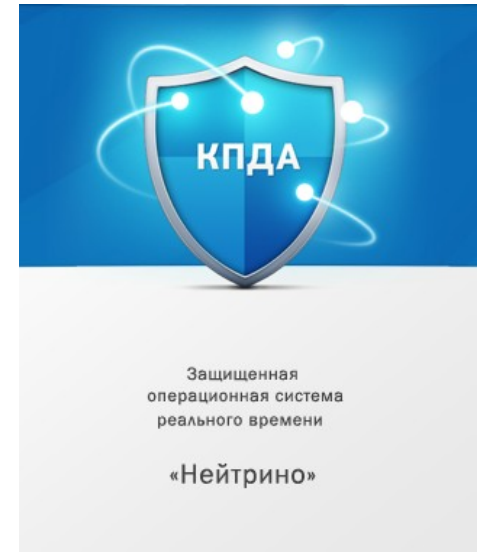 КПДА
Защищенная
операционная система
реального времени
«Нейтрино»